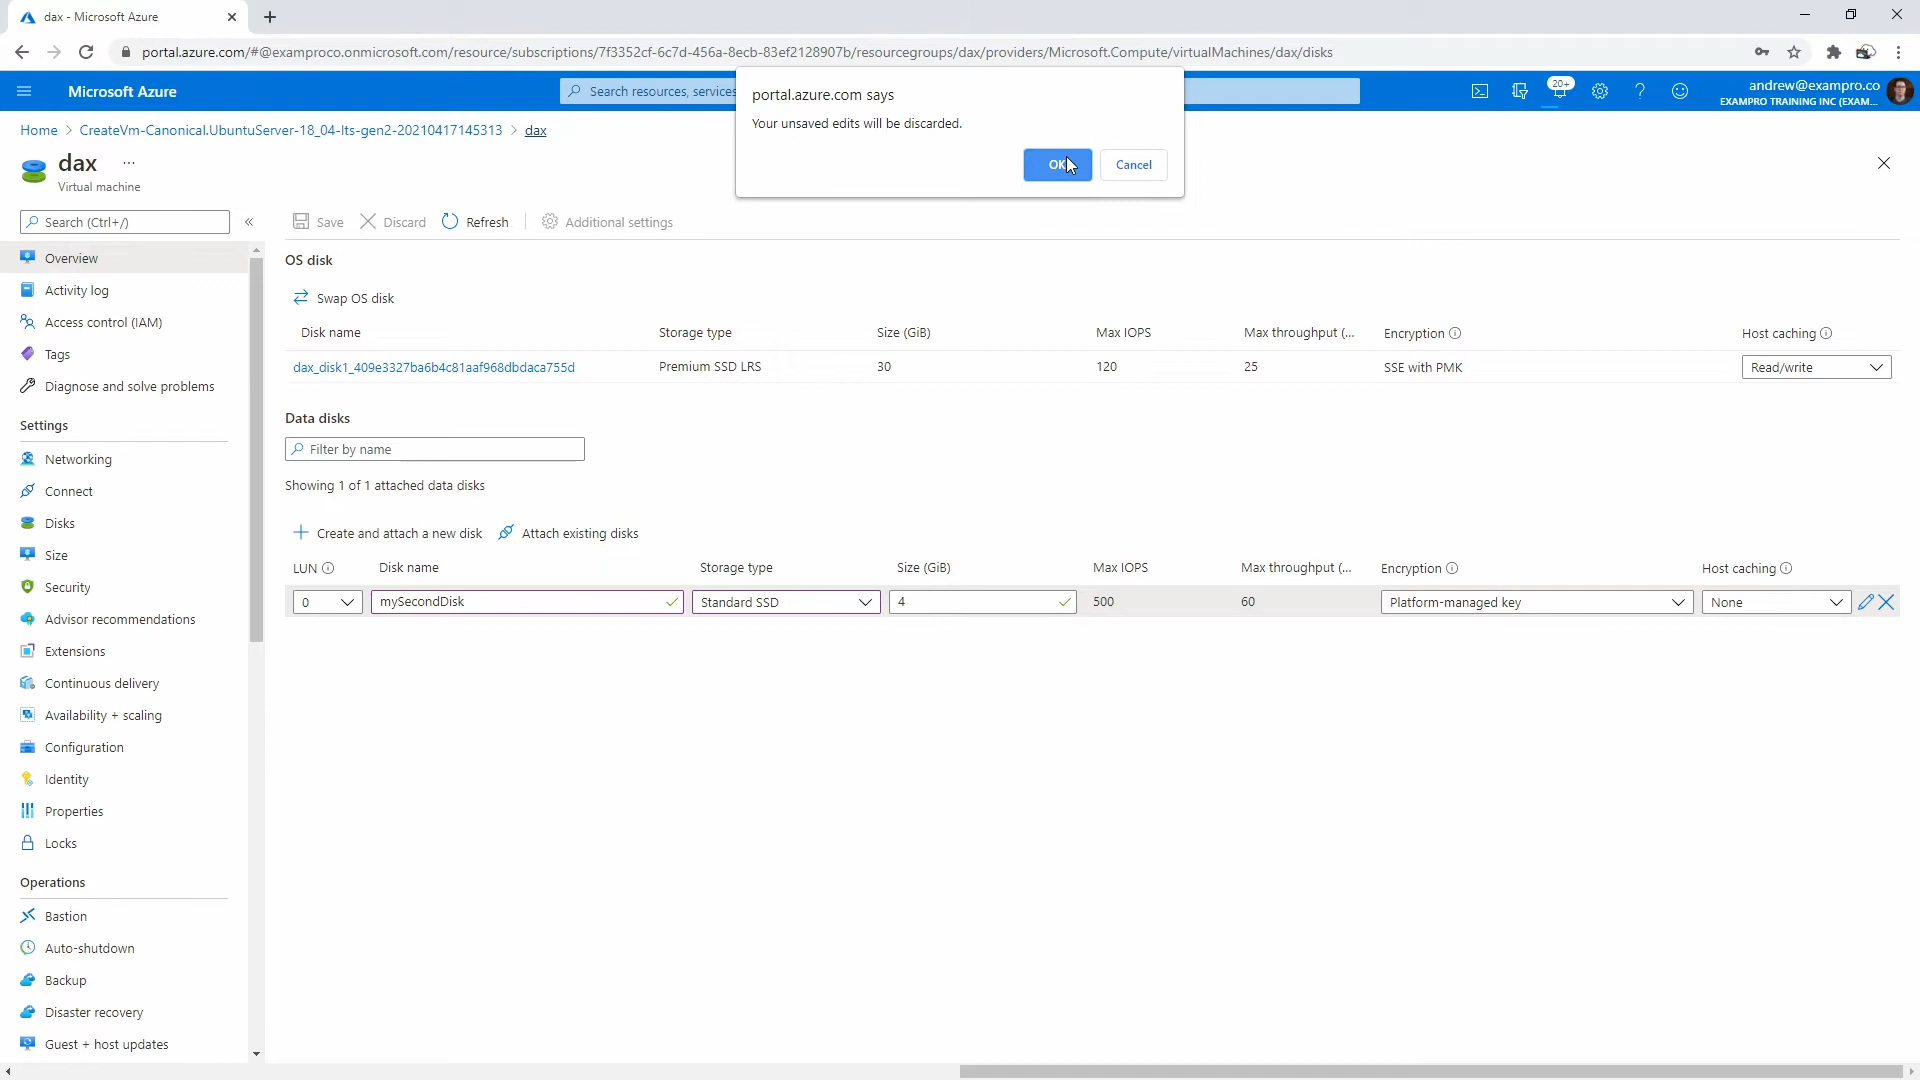 dax - Microsoft Azure
portal.azure.com/#@examproco.onmicrosoft.com/resource/subscriptions/7f3352cf-6c7d-456a-8ecb-83ef2128907b/resourcegroups/dax/providers/Microsoft.Compute/virtualMachines/dax/disks
Microsoft Azure
Search resources, services
20+
andrew@exampro.co
EXAMPRO TRAINING INC (EXAM...
portal.azure.com says
Your unsaved edits will be discarded.
OK
Cancel
Home > CreateVm-Canonical.UbuntuServer-18_04-lts-gen2-20210417145313 > dax
dax ...
Virtual machine
Search (Ctrl+/)
«
Save
Discard
Refresh
Additional settings
Overview
Activity log
Access control (IAM)
Tags
Diagnose and solve problems
Settings
Networking
Connect
Disks
Size
Security
Advisor recommendations
Extensions
Continuous delivery
Availability + scaling
Configuration
Identity
Properties
Locks
Operations
Bastion
Auto-shutdown
Backup
Disaster recovery
Guest + host updates
OS disk
Swap OS disk
Disk name Storage type Size (GiB) Max IOPS Max throughput (... Encryption Host caching
dax_disk1_409e3327ba6b4c81aaf968dbdaca755d Premium SSD LRS 30 120 25 SSE with PMK Read/write
Data disks
Filter by name
Showing 1 of 1 attached data disks
Create and attach a new disk
Attach existing disks
LUN Disk name Storage type Size (GiB) Max IOPS Max throughput (... Encryption Host caching
0 mySecondDisk Standard SSD 4 500 60 Platform-managed key None